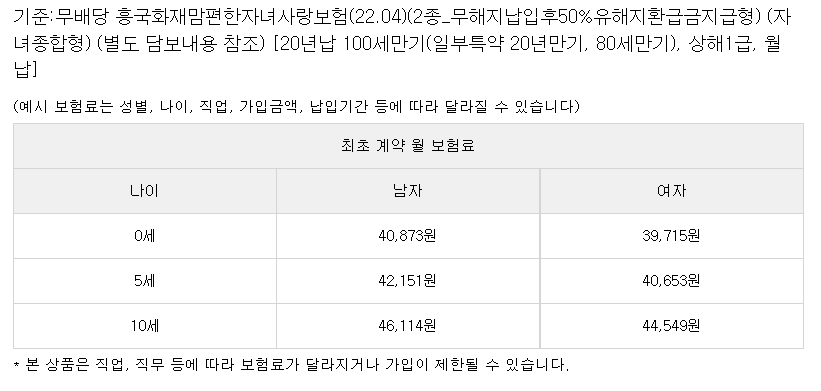 기준:무배당 흥국화재맘편한자녀사랑보험(22.04)(2종_무해지납입후50%유해지환급금지급형) (자
녀종합형) (별도 담보내용 참조) [20년납 100세만기(일부특약 20년만기, 80세만기), 상해1급, 월
납]
(예시 보험료는 성별, 나이, 직업, 가입금액, 납입기간 등에 따라 달라질 수 있습니다)
최초 계약 월 보험료
나이 남자 여자
0세 40,873원 39,715원
5세 42,151원 40,653원
10세 46,114원 44,549원
* 본 상품은 직업, 직무 등에 따라 보험료가 달라지거나 가입이 제한될 수 있습니다.